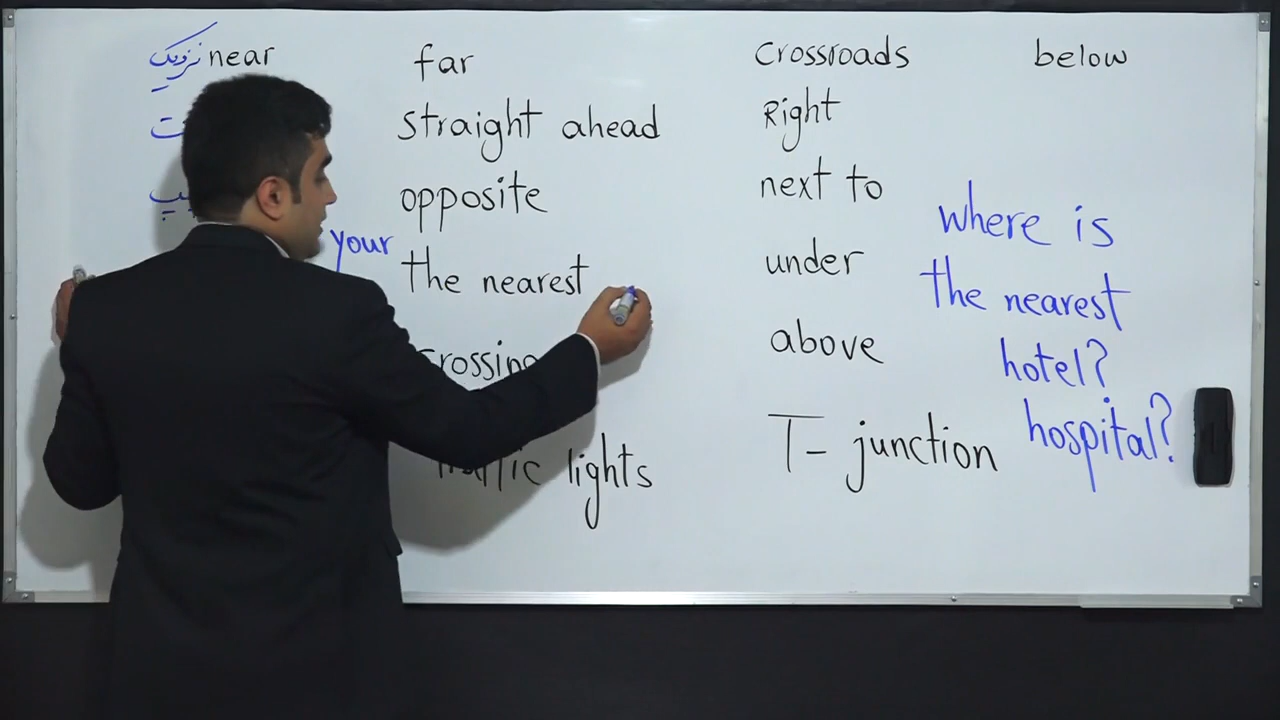 نزدیک near
far
straight ahead
opposite
your
the nearest
lights
Crossroads
Right
next to
under
above
T- junction
below
where is
the nearest
hotel?
hospital?